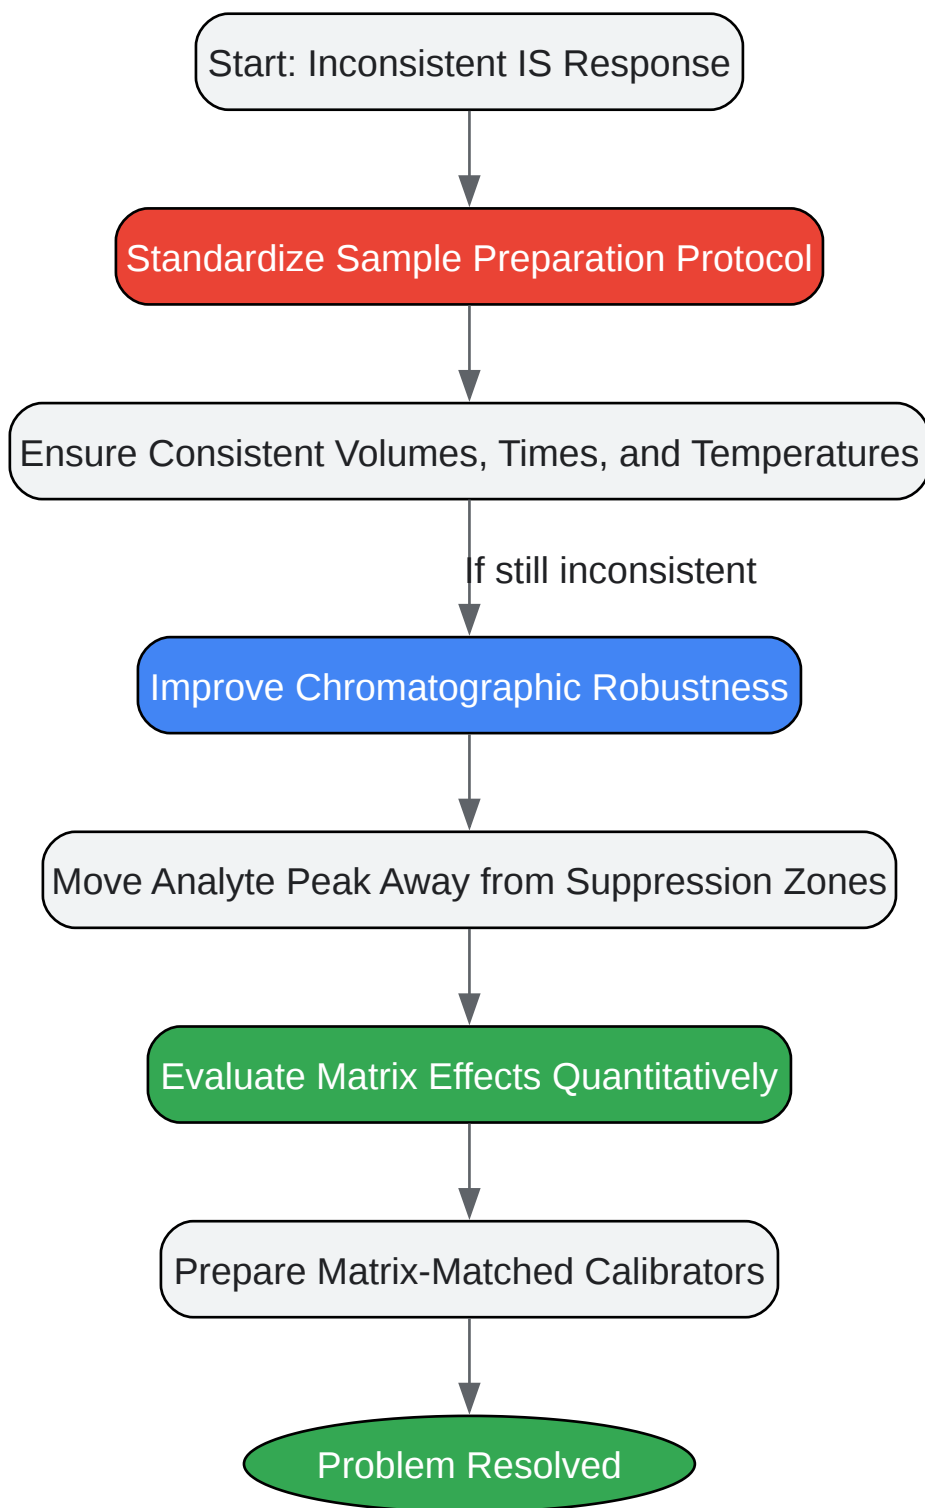 Start: Inconsistent IS Response
Standardize Sample Preparation Protocol
Ensure Consistent Volumes, Times, and Temperatures
If still inconsistent
Improve Chromatographic Robustness
Move Analyte Peak Away from Suppression Zones
Evaluate Matrix Effects Quantitatively
Prepare Matrix-Matched Calibrators
Problem Resolved